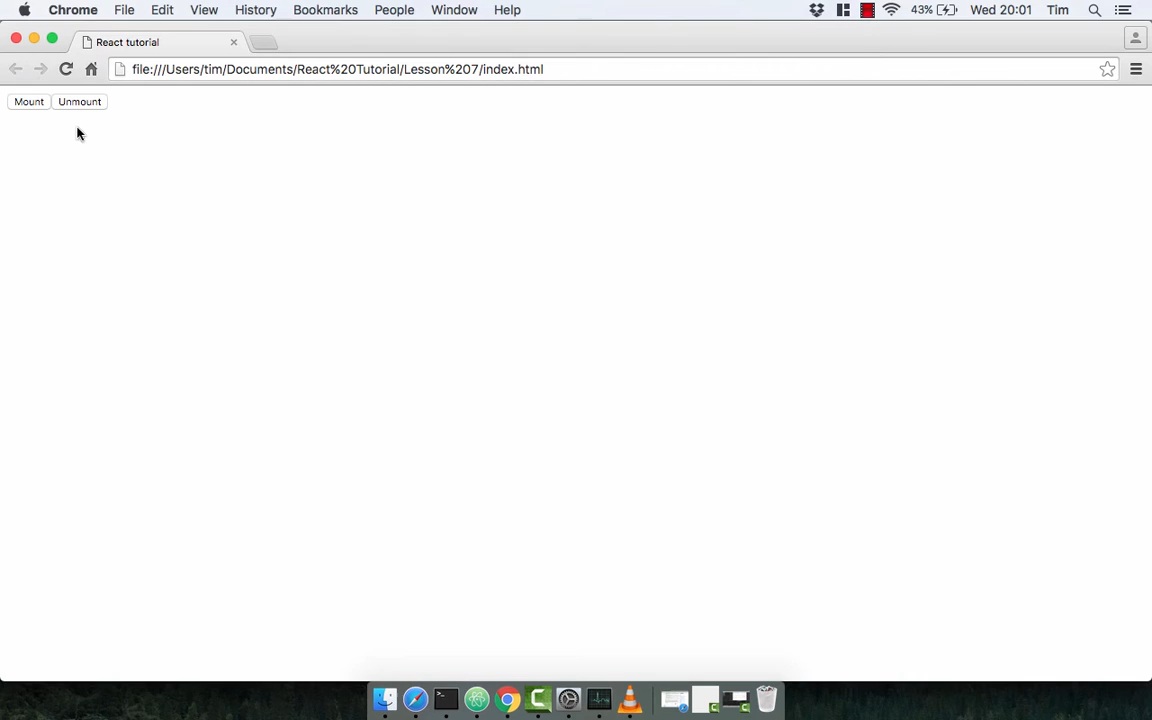 Chrome File Edit View History Bookmarks People Window Help 43% Wed 20:01 Tim
React tutorial
file:///Users/tim/Documents/React%20Tutorial/Lesson%207/index.html
Mount Unmount